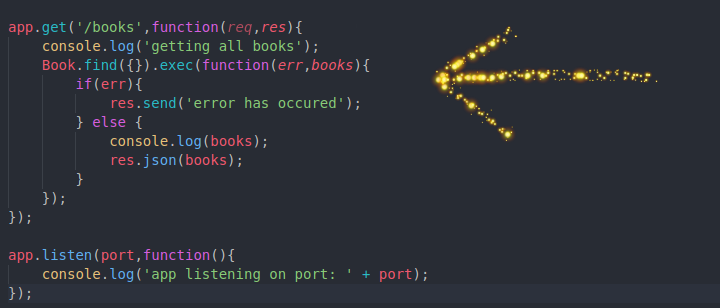 app.get('/books',function(req,res){
    console.log('getting all books');
    Book.find({}).exec(function(err,books){
        if(err){
            res.send('error has occured');
        } else {
            console.log(books);
            res.json(books);
        }
    });
});

app.listen(port,function(){
    console.log('app listening on port: ' + port);
});